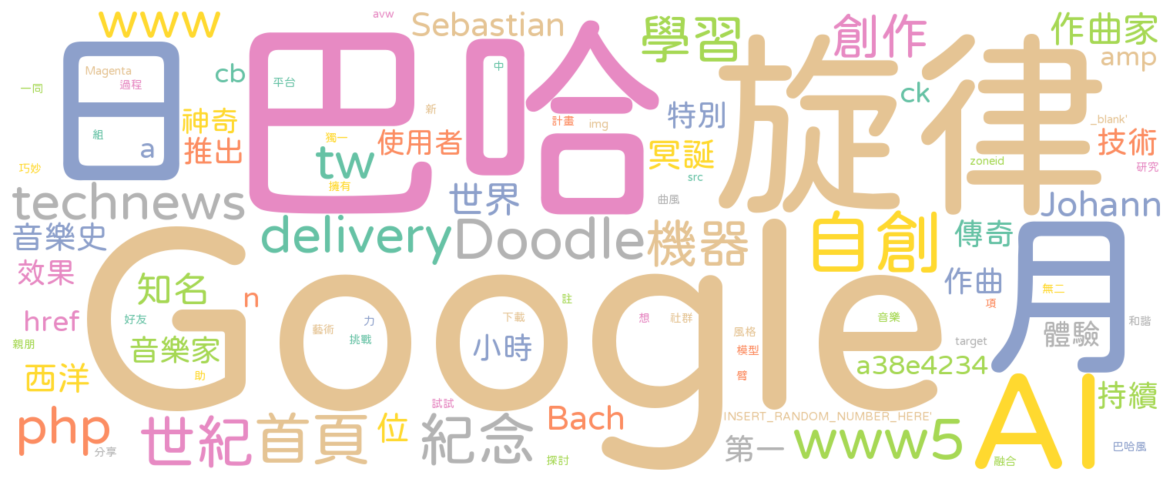 www
avw
Sebastian
學習
創作
作曲家
日
巴哈
旋律
amp
Magenta
過程
cb
平台
中
ck
一同
組
a
神奇
推出
獨一
tw
擁有
新
使用者
計畫
img
特別
冥誕
_blank'
技術
zoneid
研究
巧妙
technews
世界
src
曲風
Johann
音樂史
delivery
Doodle
機器
自創
傳奇
月
效果
Google
知名
n
註
作曲
無二
項
href
好友
藝術
力
挑戰
下載
想
社群
風格
音樂
體驗
和諧
親朋
音樂家
小時
模型
target
西洋
助
臂
a38e4234
AI
持續
php
分享
世紀
首頁
位
試試
紀念
Bach
探討
INSERT_RANDOM_NUMBER_HERE'
第一
www5
融合
巴哈風